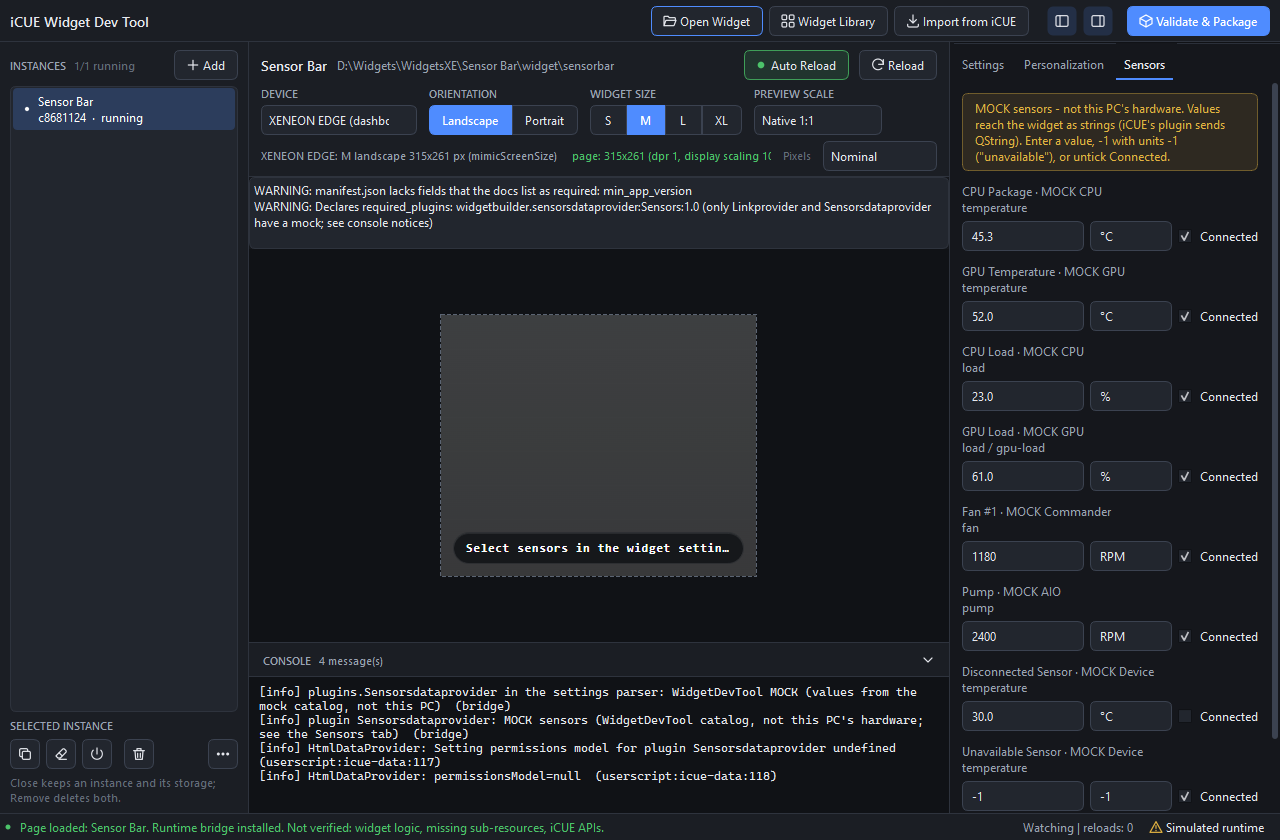 iCUE Widget Dev Tool
Open Widget
Widget Library
Import from iCUE
Validate & Package
INSTANCES 1/1 running
Add
Sensor Bar
c8681124 · running
SELECTED INSTANCE
Close keeps an instance and its storage;
Remove deletes both.
Sensor Bar D:\Widgets\WidgetsXE\Sensor Bar\widget\sensorbar
Auto Reload
Reload
DEVICE
ORIENTATION
WIDGET SIZE
PREVIEW SCALE
XENEON EDGE (dashbc
Landscape
Portrait
S
M
L
XL
Native 1:1
XENEON EDGE: M landscape 315x261 px (mimicScreenSize)
page: 315x261 (dpr 1, display scaling 1(
Pixels
Nominal
WARNING: manifest.json lacks fields that the docs list as required: min_app_version
WARNING: Declares required_plugins: widgetbuilder.sensorsdataprovider:Sensors:1.0 (only Linkprovider and Sensorsdataprovider
have a mock; see console notices)
Select sensors in the widget settin…
CONSOLE 4 message(s)
[info] plugins.Sensorsdataprovider in the settings parser: WidgetDevTool MOCK (values from the
mock catalog, not this PC) (bridge)
[info] plugin Sensorsdataprovider: MOCK sensors (WidgetDevTool catalog, not this PC's hardware;
see the Sensors tab) (bridge)
[info] HtmlDataProvider: Setting permissions model for plugin Sensorsdataprovider undefined
(userscript:icue-data:117)
[info] HtmlDataProvider: permissionsModel=null (userscript:icue-data:118)
Settings
Personalization
Sensors
MOCK sensors - not this PC's hardware. Values
reach the widget as strings (iCUE's plugin sends
QString). Enter a value, -1 with units -1
("unavailable"), or untick Connected.
CPU Package · MOCK CPU
temperature
45.3
°C
Connected
GPU Temperature · MOCK GPU
temperature
52.0
°C
Connected
CPU Load · MOCK CPU
load
23.0
%
Connected
GPU Load · MOCK GPU
load / gpu-load
61.0
%
Connected
Fan #1 · MOCK Commander
fan
1180
RPM
Connected
Pump · MOCK AIO
pump
2400
RPM
Connected
Disconnected Sensor · MOCK Device
temperature
30.0
°C
Connected
Unavailable Sensor · MOCK Device
temperature
-1
-1
Connected
Page loaded: Sensor Bar. Runtime bridge installed. Not verified: widget logic, missing sub-resources, iCUE APIs.
Watching | reloads: 0
Simulated runtime